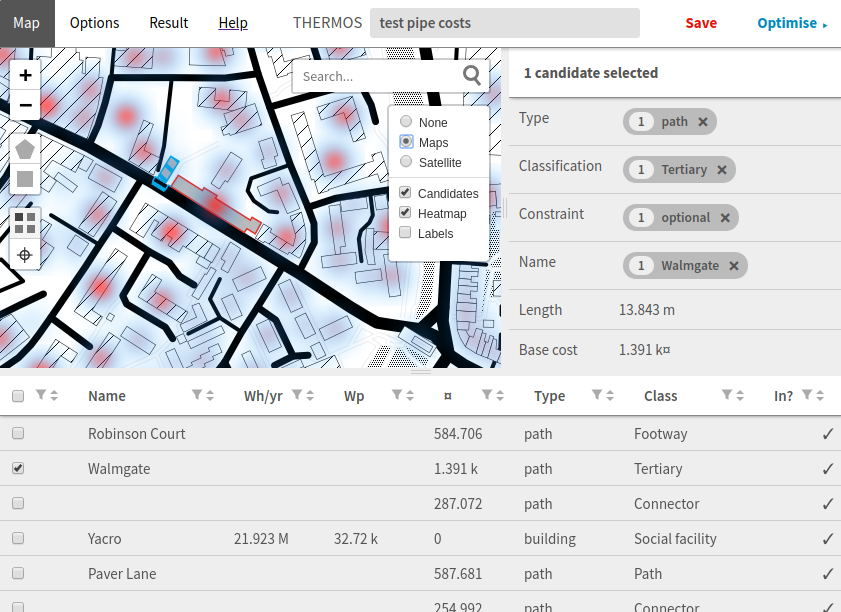 Map Options Result Help THERMOS test pipe costs Save Optimise ▸
+
−
Search...
None
Maps
Satellite
Candidates
Heatmap
Labels
1 candidate selected
Type 1 path ×
Classification 1 Tertiary ×
Constraint 1 optional ×
Name 1 Walmgate ×
Length 13.843 m
Base cost 1.391 k¤
Name Wh/yr Wp ¤ Type Class In?
Robinson Court 584.706 path Footway ✓
Walmgate 1.391 k path Tertiary ✓
287.072 path Connector ✓
Yacro 21.923 M 32.72 k 0 building Social facility ✓
Paver Lane 587.681 path Path ✓
254.992 path Connector ✓